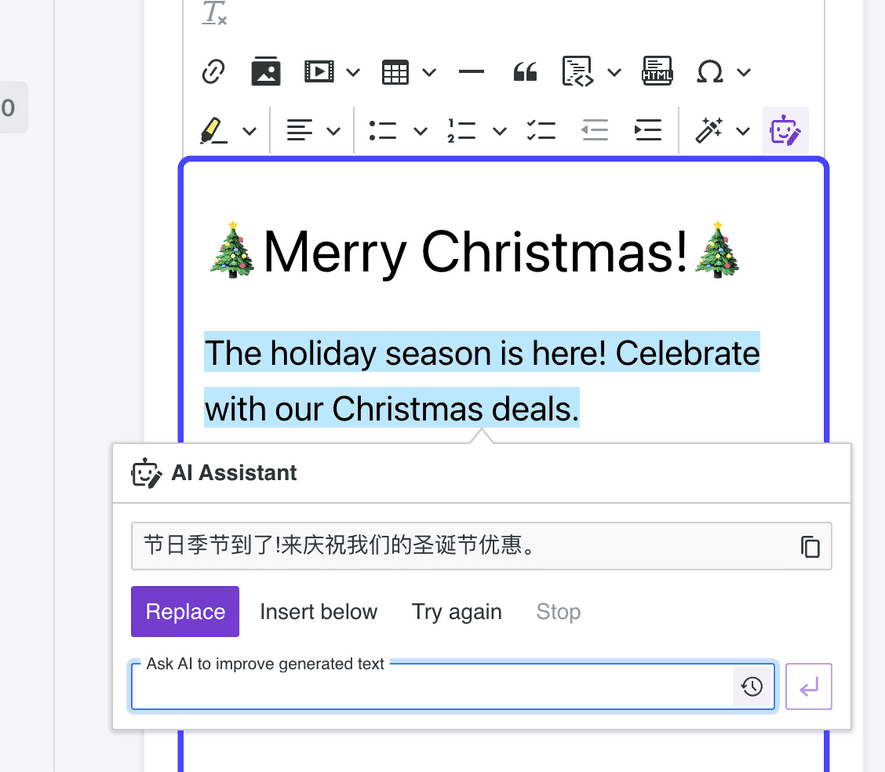 0
HTML
🎄Merry Christmas!🎄
The holiday season is here! Celebrate
with our Christmas deals.
AI Assistant
节日季节到了!来庆祝我们的圣诞节优惠。
Replace Insert below Try again Stop
Ask AI to improve generated text